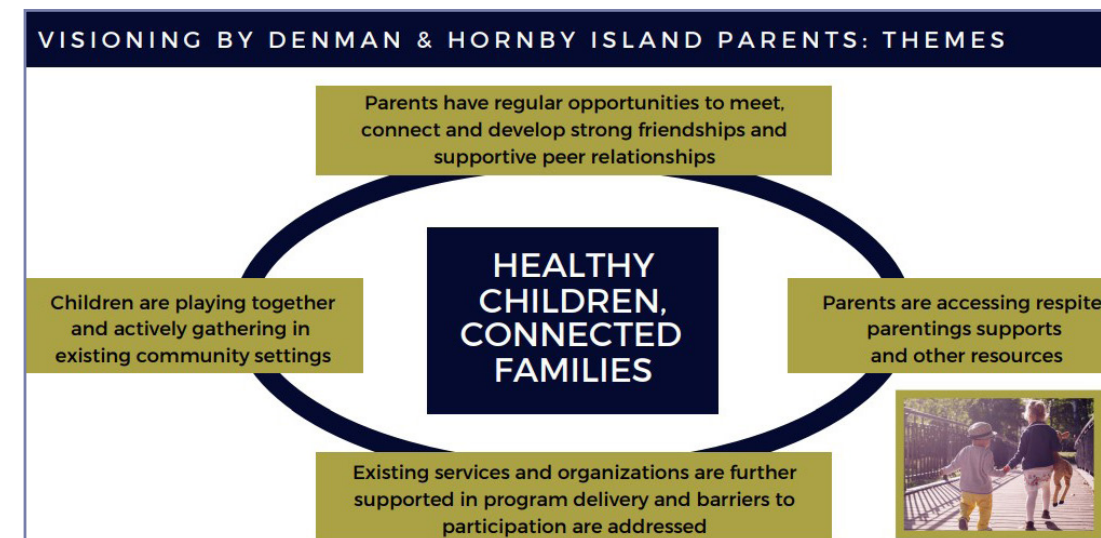 VISIONING BY DENMAN & HORNBY ISLAND PARENTS: THEMES
Parents have regular opportunities to meet,
connect and develop strong friendships and
supportive peer relationships
HEALTHY
CHILDREN,
CONNECTED
FAMILIES
Children are playing together
and actively gathering in
existing community settings
Parents are accessing respite
parentings supports
and other resources
Existing services and organizations are further
supported in program delivery and barriers to
participation are addressed